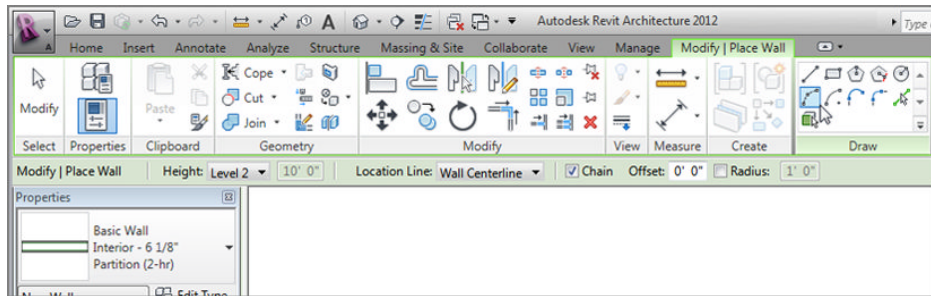 Autodesk Revit Architecture 2012
Type
A
Home Insert Annotate Analyze Structure Massing & Site Collaborate View Manage Modify | Place Wall
Cope
Modify Paste Cut
Join
Select Properties Clipboard Geometry Modify View Measure Create Draw
Modify | Place Wall Height: Level 2 10' 0" Location Line: Wall Centerline Chain Offset: 0' 0" Radius: 1' 0"
Properties
Basic Wall
Interior - 6 1/8"
Partition (2-hr)
Edit Type